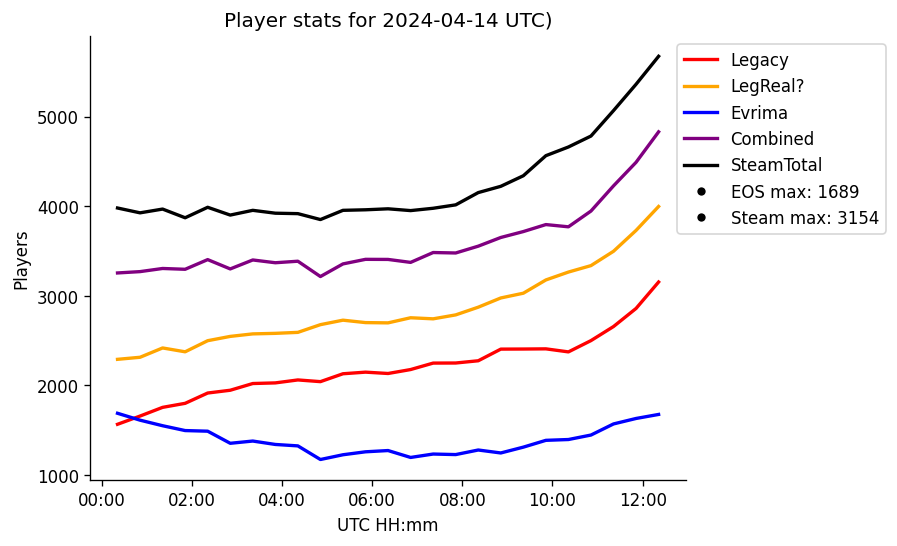 Player stats for 2024-04-14 UTC)
Legacy
LegReal?
Evrima
Combined
SteamTotal
EOS max: 1689
Steam max: 3154
Players
5000
4000
3000
2000
1000
00:00 02:00 04:00 06:00 08:00 10:00 12:00
UTC HH:mm